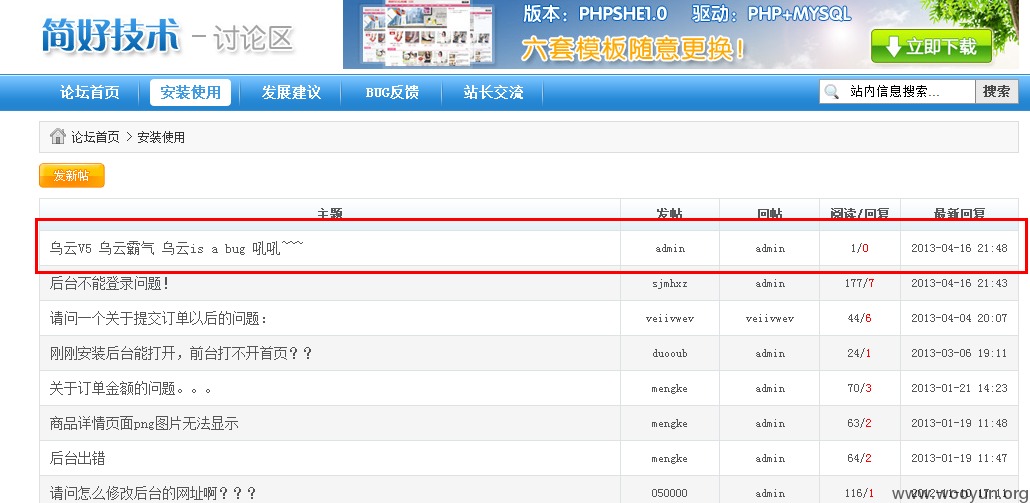 简好技术 - 讨论区
版本：PHPSHE1.0 驱动：PHP+MYSQL
六套模板随意更换！
立即下载
论坛首页 安装使用 发展建议 BUG反馈 站长交流 站内信息搜索... 搜索
论坛首页 > 安装使用
发新帖
主题 发帖 回帖 阅读/回复 最新回复
乌云V5 乌云霸气 乌云is a bug 吼吼~~~ admin admin 1/0 2013-04-16 21:48
后台不能登录问题！ sjmhxz admin 177/7 2013-04-16 21:43
请问一个关于提交订单以后的问题： veiivwev veiivwev 44/6 2013-04-04 20:07
刚刚安装后台能打开，前台打不开首页？？ duooub admin 24/1 2013-03-06 19:11
关于订单金额的问题。。。 mengke admin 70/3 2013-01-21 14:23
商品详情页面png图片无法显示 mengke admin 63/2 2013-01-19 11:48
后台出错 mengke admin 64/2 2013-01-19 11:47
请问怎么修改后台的网址啊？？？ 050000 admin 116/1
www.wooyun.org